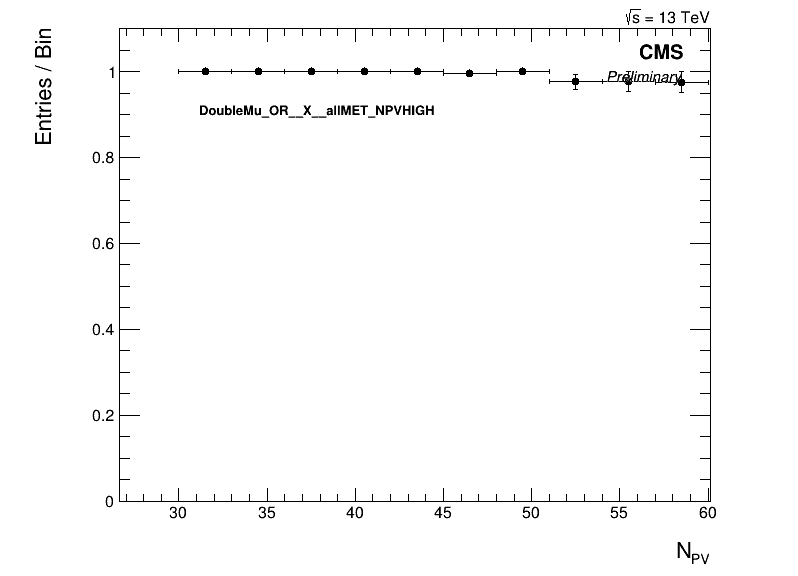 √s = 13 TeV
CMS
Preliminary
DoubleMu_OR__X__allMET_NPVHIGH
Entries / Bin
1
0.8
0.6
0.4
0.2
0
30 35 40 45 50 55 60
N_PV